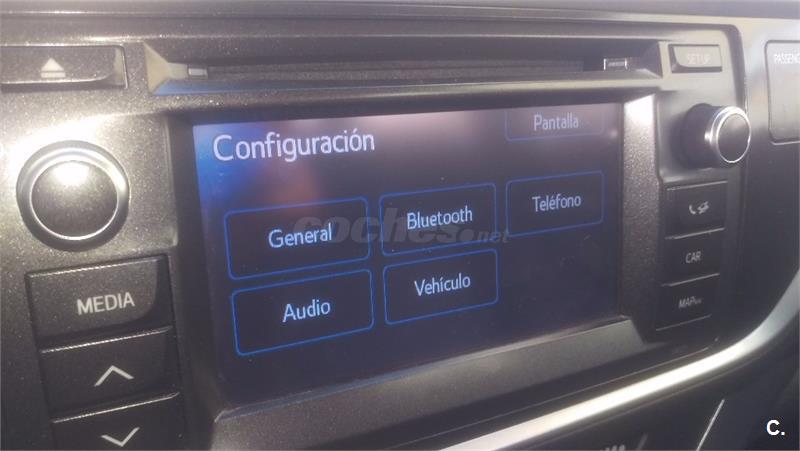 SETUP
PASSENG
Configuración
Pantalla
General
Bluetooth
Teléfono
coches.net
Audio
Vehículo
MEDIA
CAR
MAP
C.